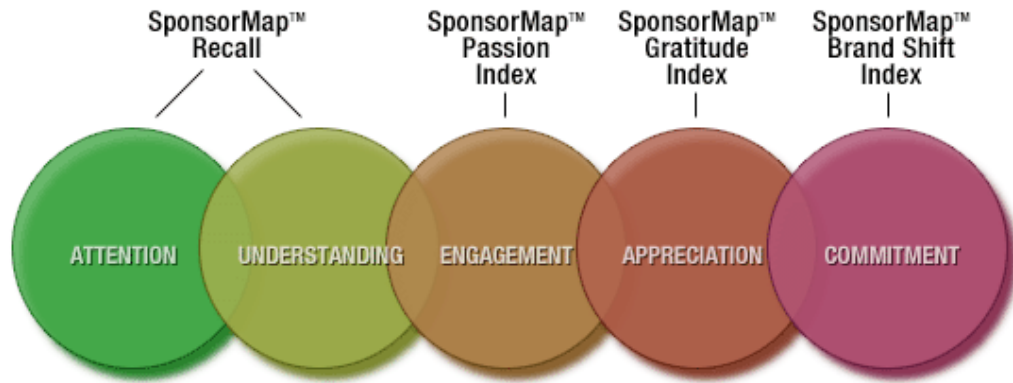 SponsorMap™
Recall
SponsorMap™
Passion
Index
SponsorMap™
Gratitude
Index
SponsorMap™
Brand Shift
Index
ATTENTION
UNDERSTANDING
ENGAGEMENT
APPRECIATION
COMMITMENT